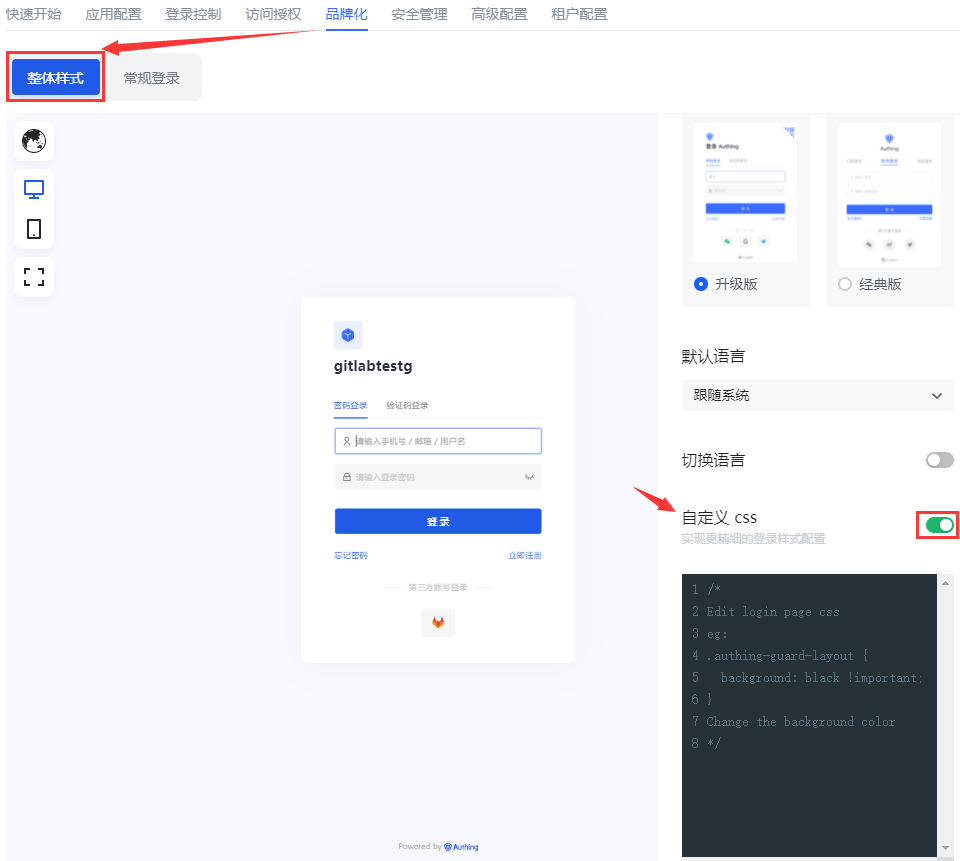 快速开始 应用配置 登录控制 访问授权 品牌化 安全管理 高级配置 租户配置
整体样式 常规登录
登录 Authing
Authing
升级版 经典版
gitlabtestg
密码登录 验证码登录
请输入手机号 / 邮箱 / 用户名
请输入登录密码
登录
忘记密码 立即注册
第三方账号登录
Powered by Authing
默认语言
跟随系统
切换语言
自定义 css
实现更精细的登录样式配置
1 /*
2 Edit login page css
3 eg:
4 .authing-guard-layout {
5 background: black !important;
6 }
7 Change the background color
8 */